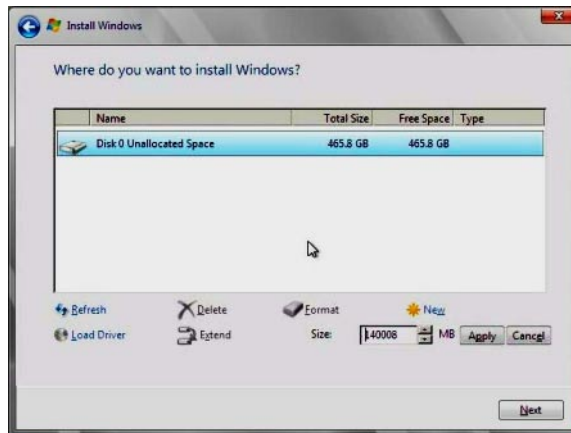 Install Windows
Where do you want to install Windows?
Name Total Size Free Space Type
Disk 0 Unallocated Space 465.8 GB 465.8 GB
Refresh Delete Format New
Load Driver Extend Size: 140008 MB Apply Cancel
Next